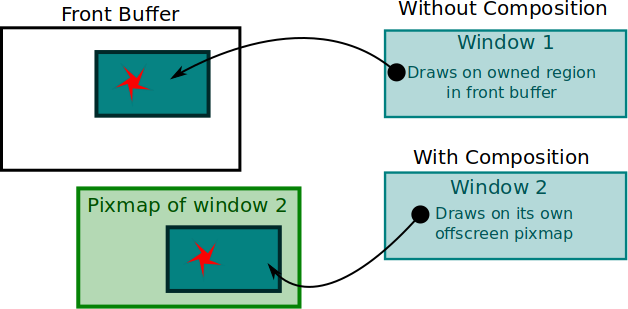 Front Buffer
Without Composition
Window 1
Draws on owned region
in front buffer
With Composition
Window 2
Draws on its own
offscreen pixmap
Pixmap of window 2